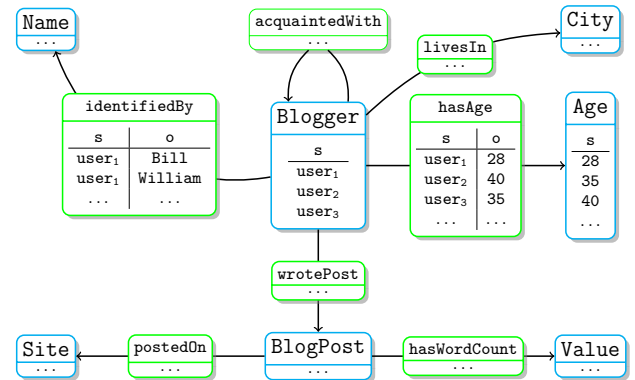 Name
...
acquaintedWith
...
livesIn
...
City
...
identifiedBy
s o
user₁ Bill
user₁ William
... ...
Blogger
s
user₁
user₂
user₃
hasAge
s o
user₁ 28
user₂ 40
user₃ 35
... ...
Age
s
28
35
40
...
wrotePost
...
Site
...
postedOn
...
BlogPost
...
hasWordCount
...
Value
...